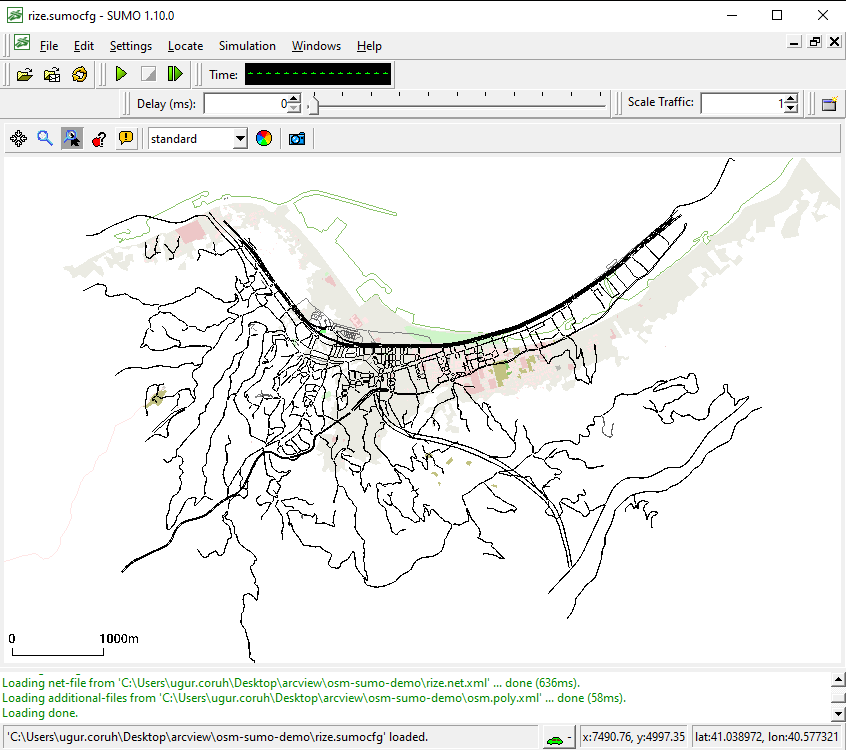 rize.sumocfg - SUMO 1.10.0
File Edit Settings Locate Simulation Windows Help
Time:
Delay (ms): 0 Scale Traffic: 1
standard
0 1000m
Loading net-file from 'C:\Users\ugur.coruh\Desktop\arcview\osm-sumo-demo\rize.net.xml' ... done (636ms).
Loading additional-files from 'C:\Users\ugur.coruh\Desktop\arcview\osm-sumo-demo\osm.poly.xml' ... done (58ms).
Loading done.
'C:\Users\ugur.coruh\Desktop\arcview\osm-sumo-demo\rize.sumocfg' loaded. - x:7490.76, y:4997.35 lat:41.038972, lon:40.577321